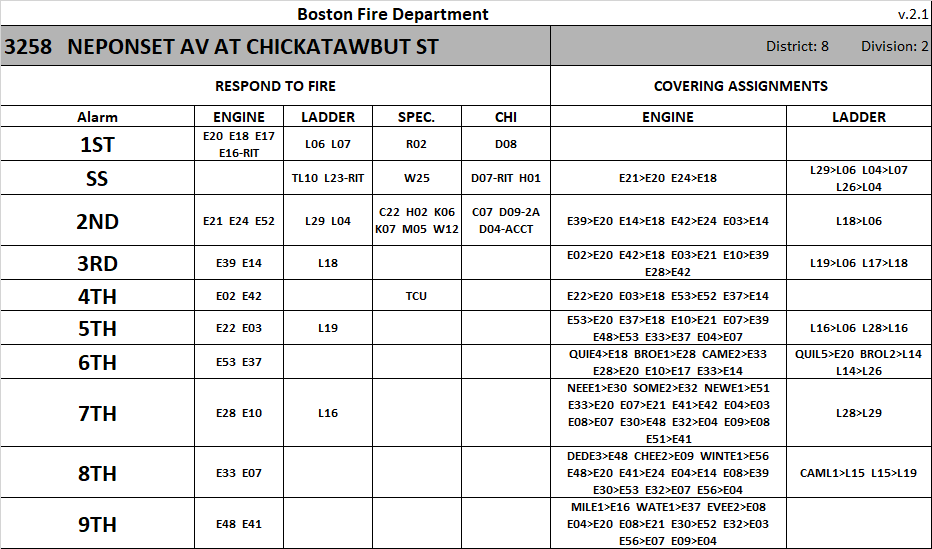 Boston Fire Department v.2.1
3258 NEPONSET AV AT CHICKATAWBUT ST District: 8 Division: 2
RESPOND TO FIRE COVERING ASSIGNMENTS
Alarm ENGINE LADDER SPEC. CHI ENGINE LADDER
1ST
E20 E18 E17
E16-RIT
L06 L07
R02
D08
SS
TL10 L23-RIT
W25
D07-RIT H01
E21>E20 E24>E18
L29>L06 L04>L07
L26>L04
2ND
E21 E24 E52
L29 L04
C22 H02 K06
K07 M05 W12
C07 D09-2A
D04-ACCT
E39>E20 E14>E18 E42>E24 E03>E14
L18>L06
3RD
E39 E14
L18
E02>E20 E42>E18 E03>E21 E10>E39
E28>E42
L19>L06 L17>L18
4TH
E02 E42
TCU
E22>E20 E03>E18 E53>E52 E37>E14
5TH
E22 E03
L19
E53>E20 E37>E18 E10>E21 E07>E39
E48>E53 E33>E37 E04>E07
L16>L06 L28>L16
6TH
E53 E37
QUIE4>E18 BROE1>E28 CAME2>E33
E28>E20 E10>E17 E33>E14
QUIL5>E20 BROL2>L14
L14>L26
7TH
E28 E10
L16
NEEE1>E30 SOME2>E32 NEWE1>E51
E33>E20 E07>E21 E41>E42 E04>E03
E08>E07 E30>E48 E32>E04 E09>E08
E51>E41
L28>L29
8TH
E33 E07
DEDE3>E48 CHEE2>E09 WINTE1>E56
E48>E20 E41>E24 E04>E14 E08>E39
E30>E53 E32>E07 E56>E04
CAML1>L15 L15>L19
9TH
E48 E41
MILE1>E16 WATE1>E37 EVEE2>E08
E04>E20 E08>E21 E30>E52 E32>E03
E56>E07 E09>E04